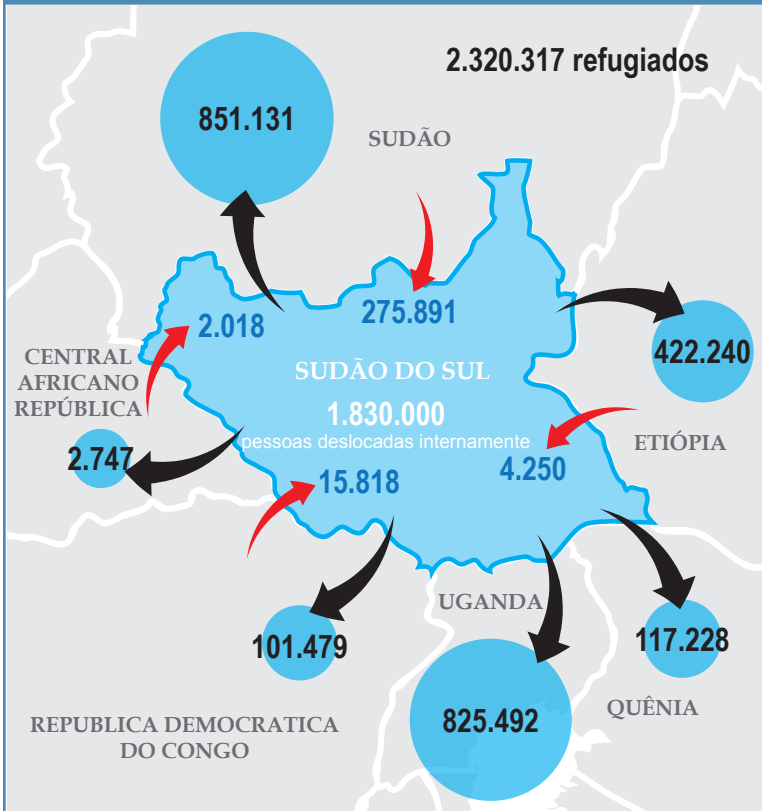 2.320.317 refugiados
851.131
SUDÃO
2.018
275.891
422.240
CENTRAL
AFRICANO
REPÚBLICA
SUDÃO DO SUL
1.830.000
pessoas deslocadas internamente
2.747
ETIÓPIA
15.818
4.250
UGANDA
101.479
117.228
825.492
QUÊNIA
REPUBLICA DEMOCRATICA
DO CONGO